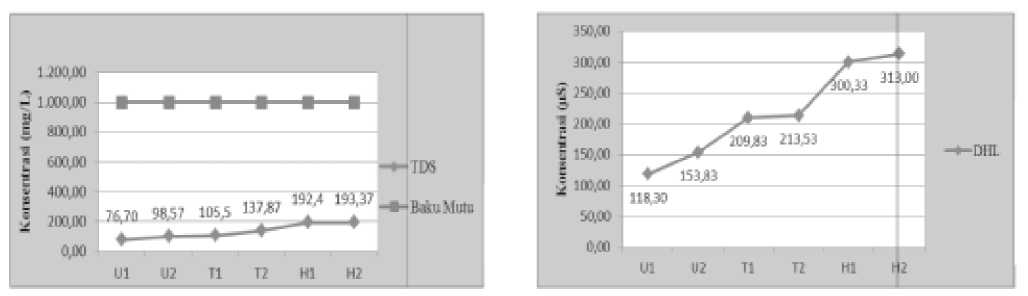 Konsentrasi (mg/L)
1.200,00
1.000,00
800,00
600,00
400,00
200,00
0,00
76,70 98,57 105,5 137,87 192,4 193,37
U1 U2 T1 T2 H1 H2
TDS
Baku Mutu
Konsentrasi (µS)
350,00
300,00
250,00
200,00
150,00
100,00
50,00
0,00
118,30
153,83
209,83
213,53
300,33
313,00
U1 U2 T1 T2 H1 H2
DHL